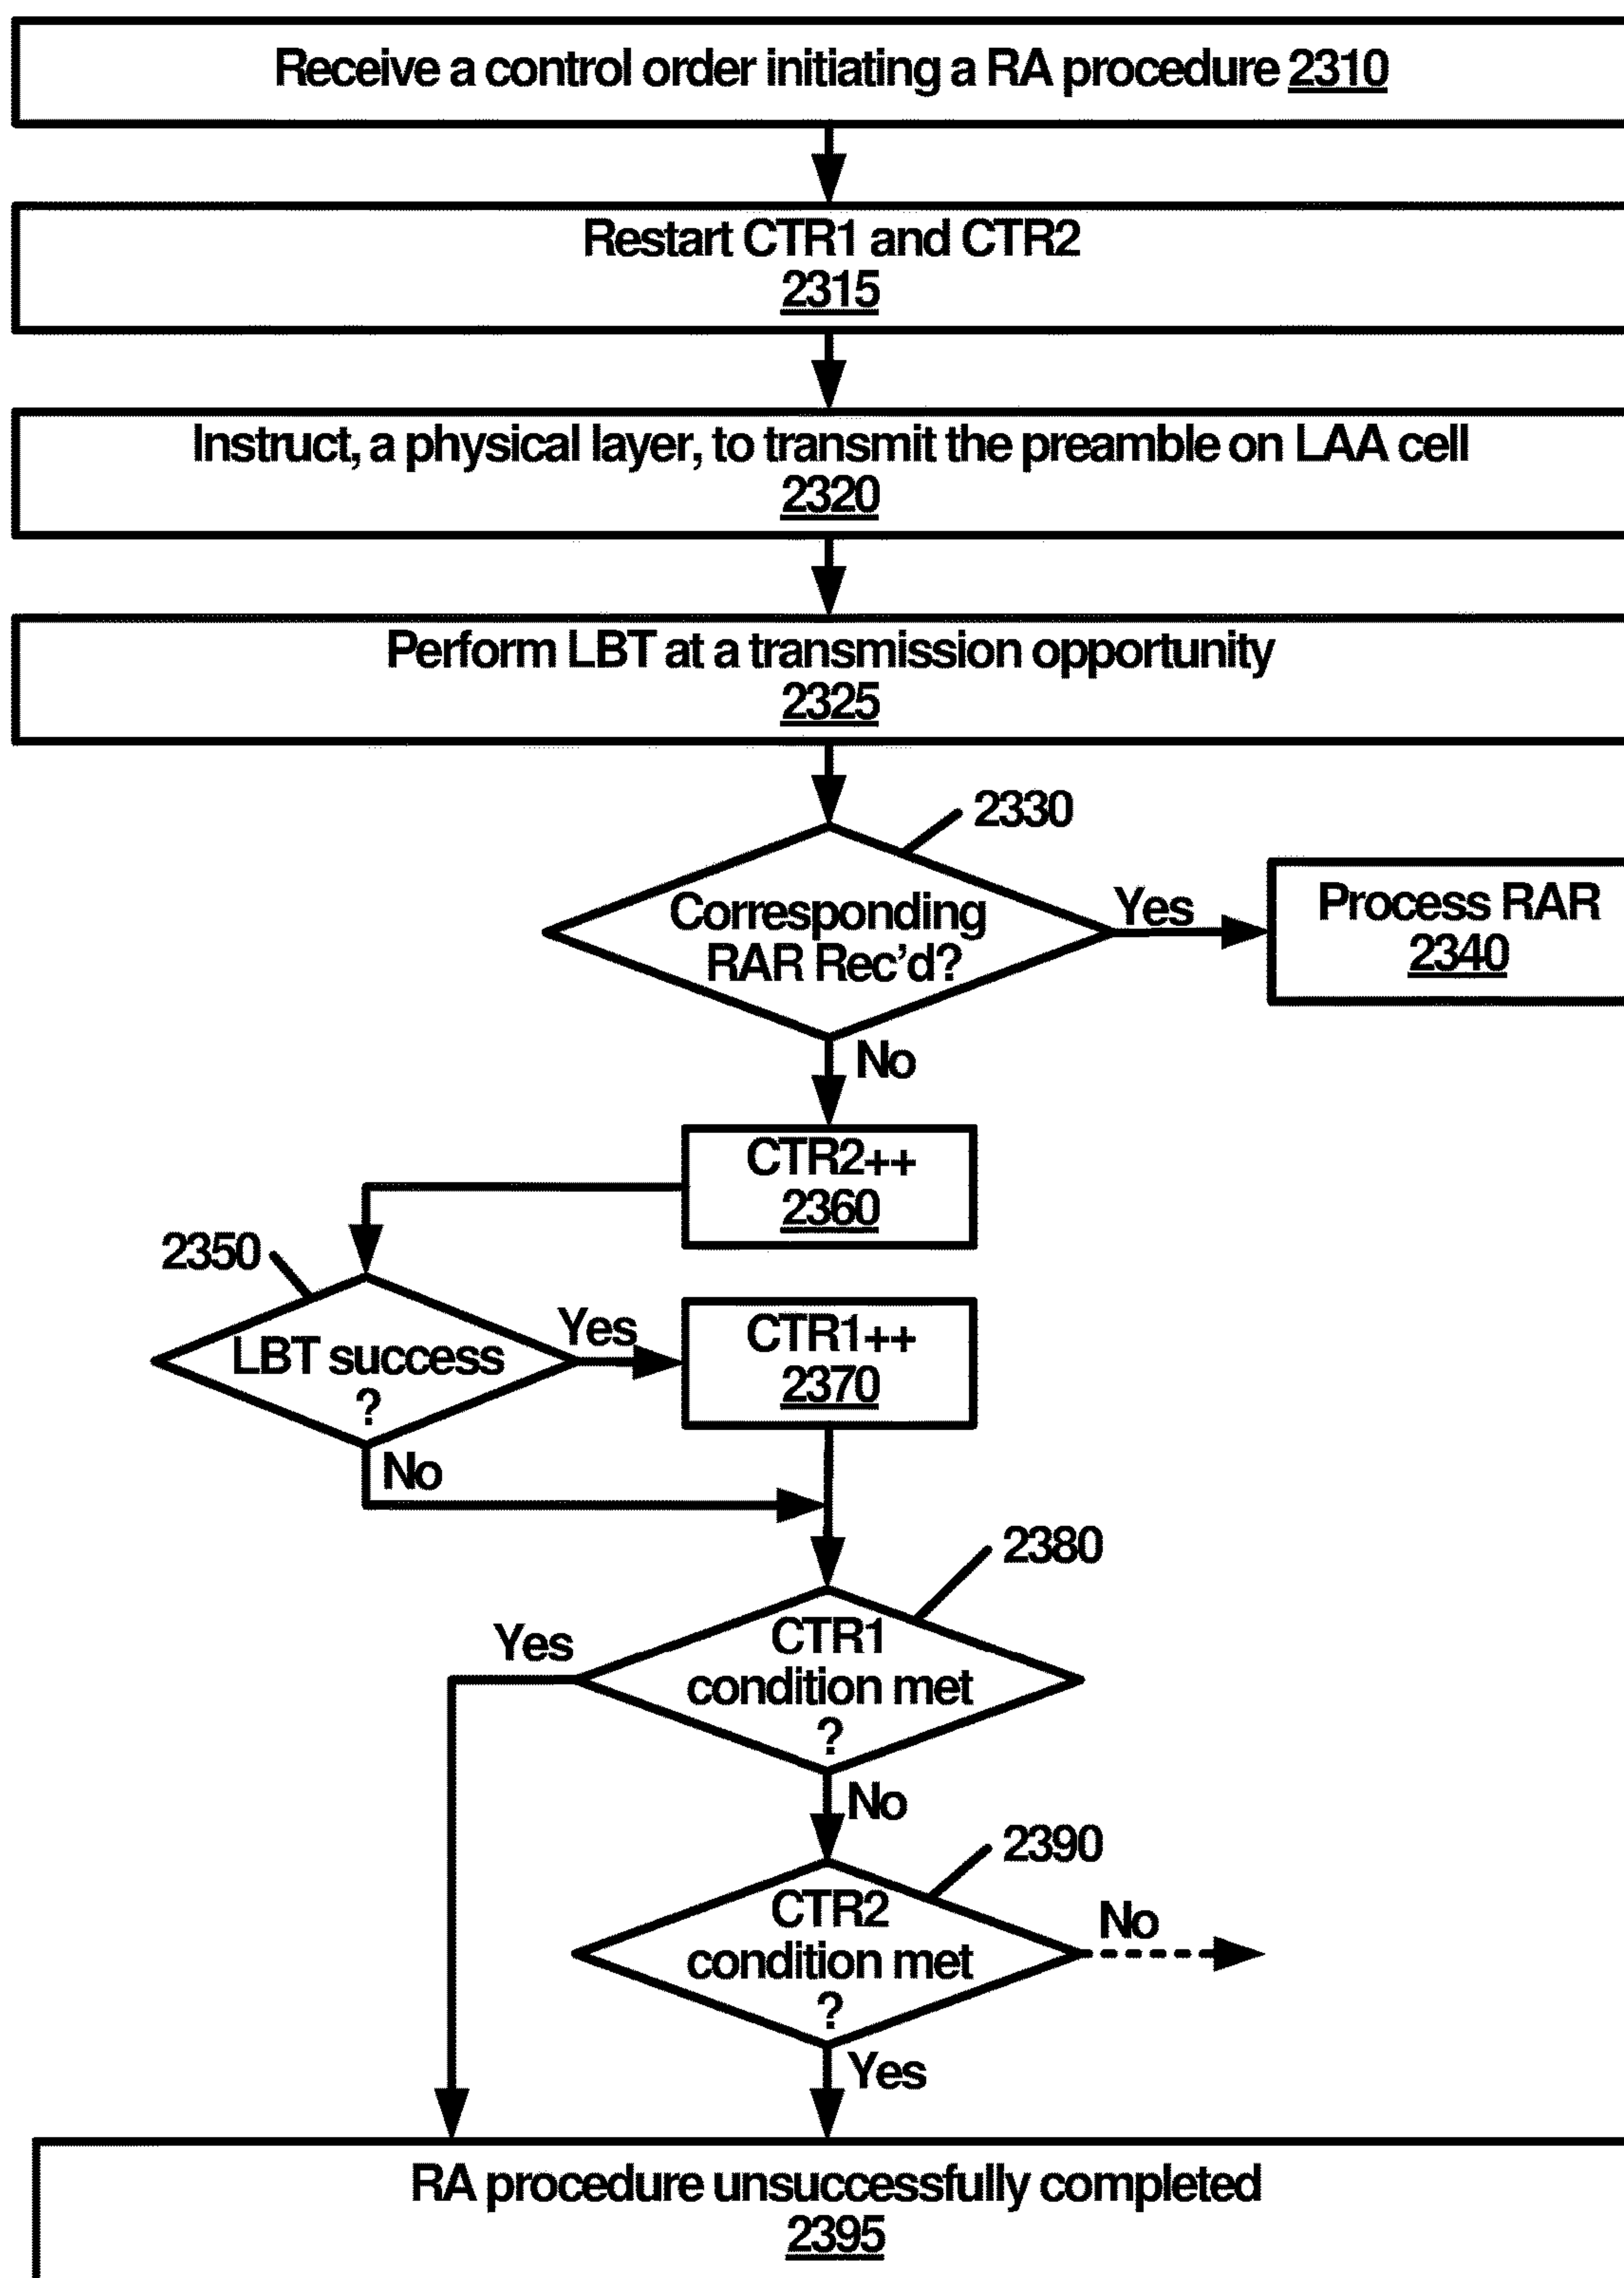 Receive a control order initiating a RA procedure 2310
Restart CTR1 and CTR2
2315
Instruct, a physical layer, to transmit the preamble on LAA cell
2320
Perform LBT at a transmission opportunity
2325
2330
Corresponding
RAR Rec'd?
Yes
Process RAR
2340
No
CTR2++
2360
2350
LBT success
?
Yes
CTR1++
2370
No
2380
CTR1
condition met
?
Yes
No
2390
CTR2
condition met
?
No
Yes
RA procedure unsuccessfully completed
2395